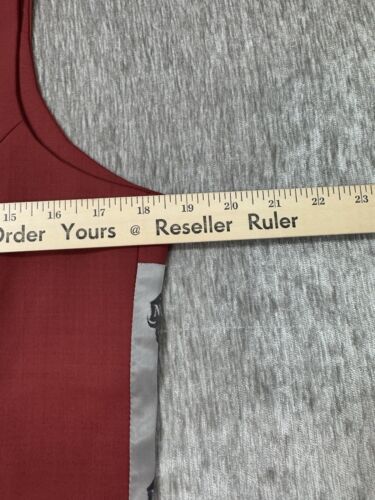 15 16 17 18 19 20 21 22 23
Order Yours @ Reseller Ruler